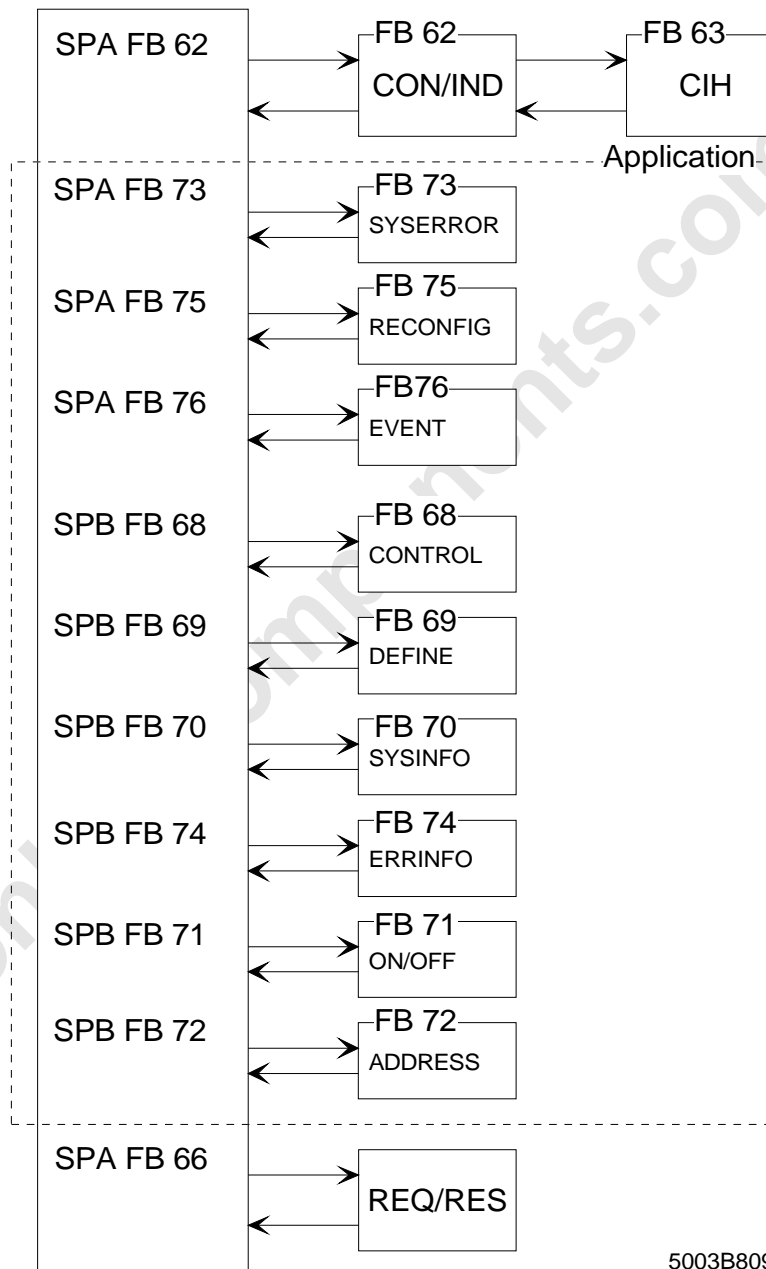 SPA FB 62
FB 62
CON/IND
FB 63
CIH
Application
SPA FB 73
FB 73
SYSERROR
SPA FB 75
FB 75
RECONFIG
SPA FB 76
FB76
EVENT
SPB FB 68
FB 68
CONTROL
SPB FB 69
FB 69
DEFINE
SPB FB 70
FB 70
SYSINFO
SPB FB 74
FB 74
ERRINFO
SPB FB 71
FB 71
ON/OFF
SPB FB 72
FB 72
ADDRESS
SPA FB 66
REQ/RES
5003B809